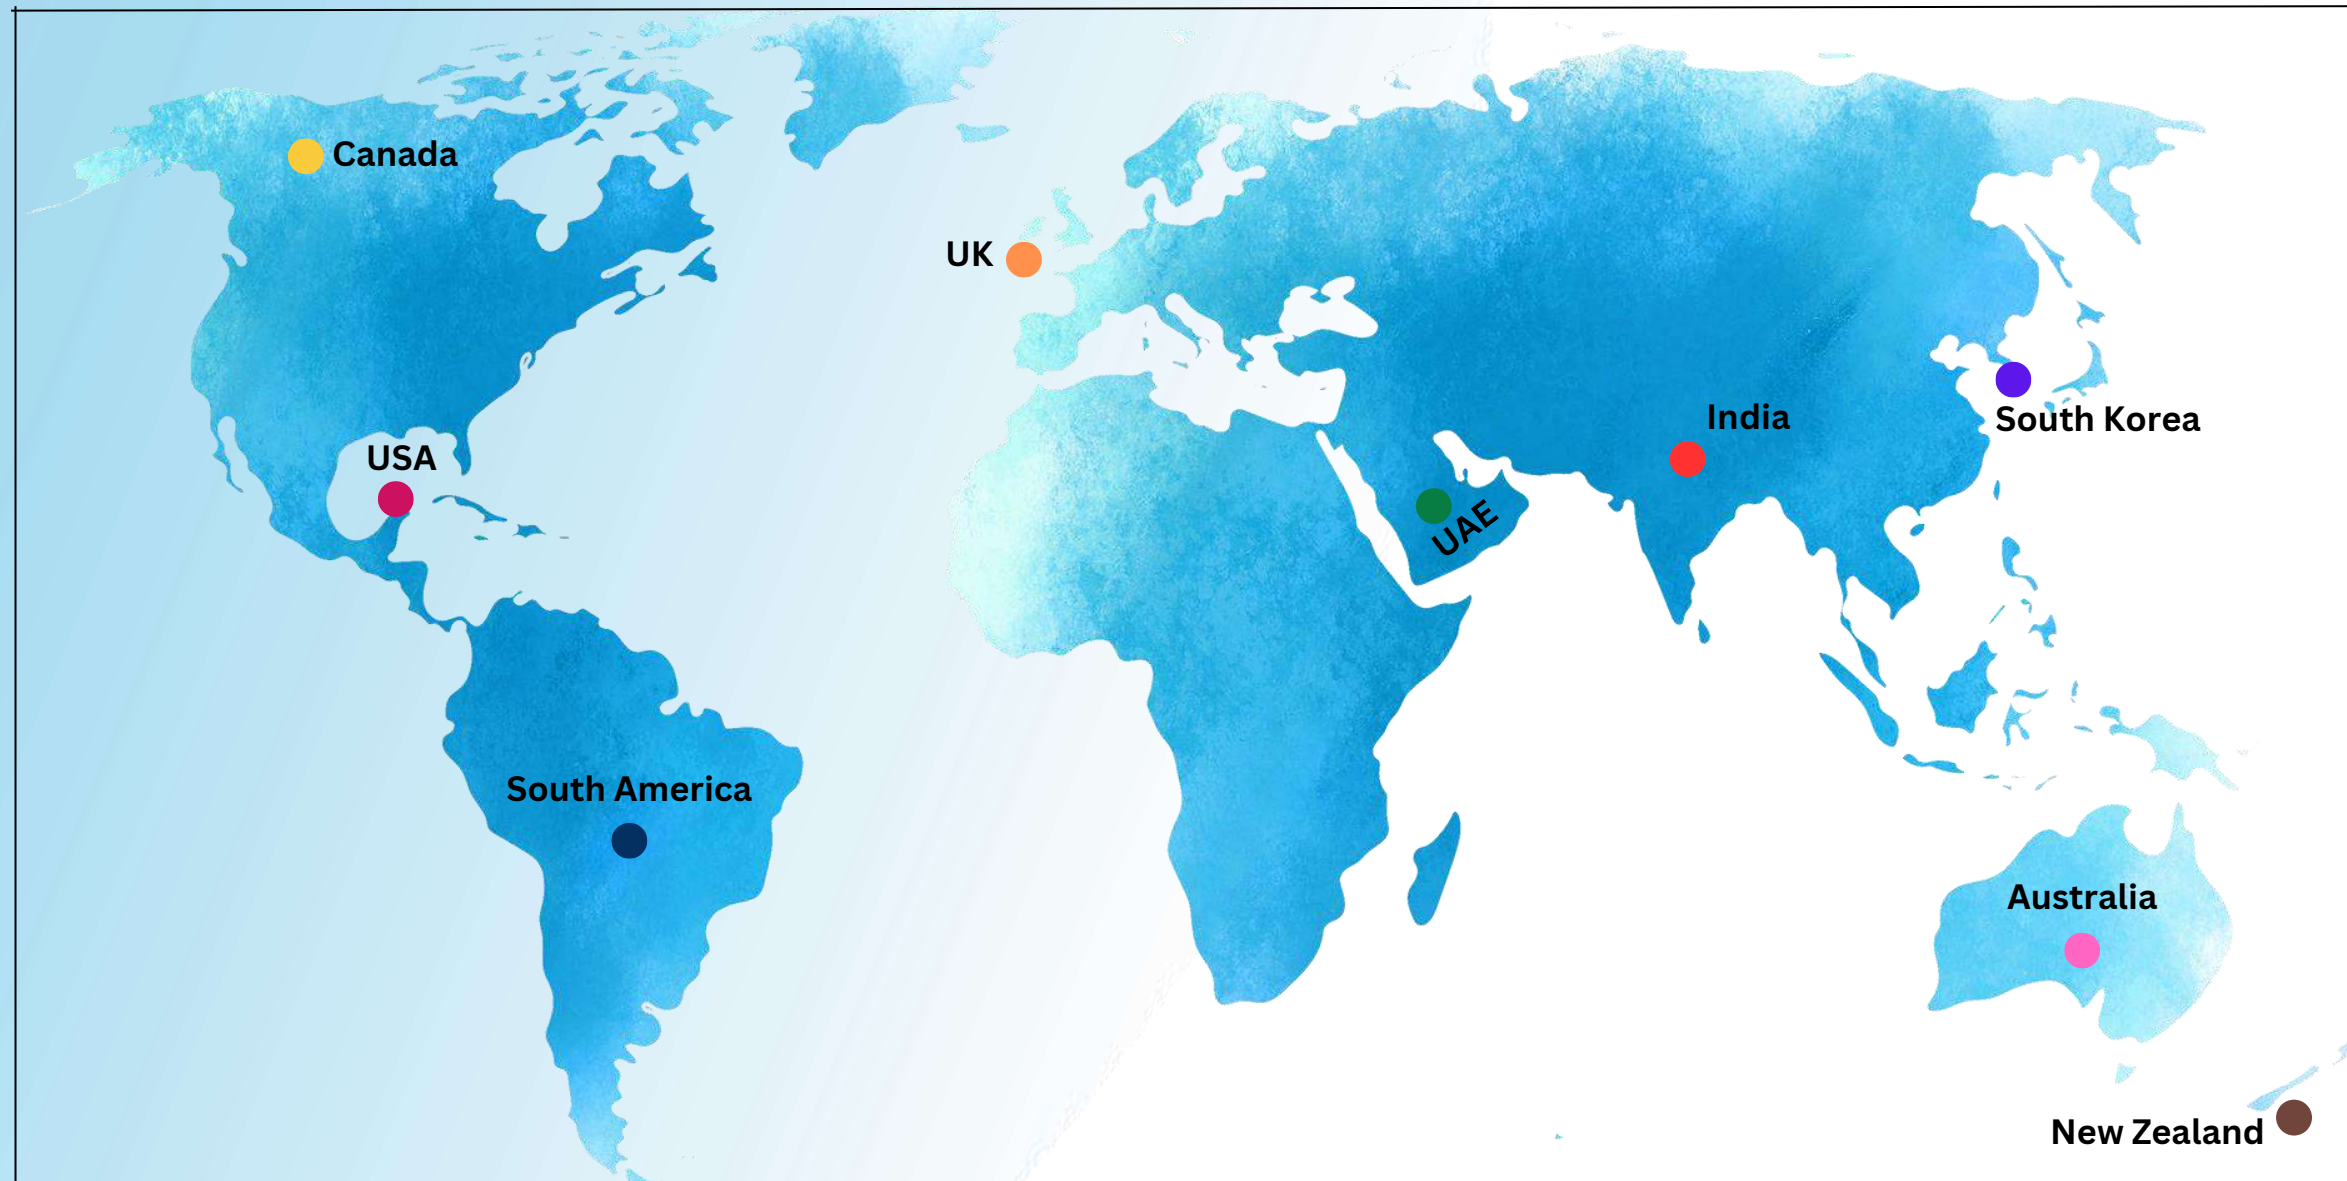 Canada
UK
India
South Korea
USA
UAE
South America
Australia
New Zealand